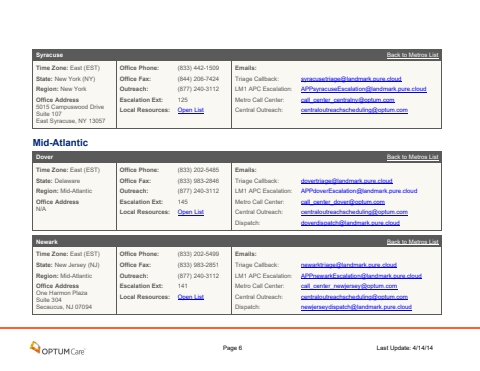 Syracuse Back to Metros List
Time Zone: East (EST) Office Phone: (833) 442-1509 Emails:
State: New York (NY) Office Fax: (844) 206-7424 Triage Callback: syracusetriage@landmark.pure.cloud
Region: New York Outreach: (877) 240-3112 LM1 APC Escalation: APPsyracuseEscalation@landmark.pure.cloud
Office Address Escalation Ext: 125 Metro Call Center: call_center_centralny@optum.com
5015 Campuswood Drive Local Resources: Open List Central Outreach: centraloutreachscheduling@optum.com
Suite 107
East Syracuse, NY 13057
Mid-Atlantic
Dover Back to Metros List
Time Zone: East (EST) Office Phone: (833) 202-5485 Emails:
State: Delaware Office Fax: (833) 983-2846 Triage Callback: dovertriage@landmark.pure.cloud
Region: Mid-Atlantic Outreach: (877) 240-3112 LM1 APC Escalation: APPdoverEscalation@landmark.pure.cloud
Office Address Escalation Ext: 145 Metro Call Center: call_center_dover@optum.com
N/A Local Resources: Open List Central Outreach: centraloutreachscheduling@optum.com
Dispatch: doverdispatch@landmark.pure.cloud
Newark Back to Metros List
Time Zone: East (EST) Office Phone: (833) 202-5499 Emails:
State: New Jersey (NJ) Office Fax: (833) 983-2851 Triage Callback: newarktriage@landmark.pure.cloud
Region: Mid-Atlantic Outreach: (877) 240-3112 LM1 APC Escalation: APPnewarkEscalation@landmark.pure.cloud
Office Address Escalation Ext: 141 Metro Call Center: call_center_newjersey@optum.com
One Harmon Plaza Local Resources: Open List Central Outreach: centraloutreachscheduling@optum.com
Suite 304 Dispatch: newjerseydispatch@landmark.pure.cloud
Secaucus, NJ 07094
OPTUMCare Page 6 Last Update: 4/14/14